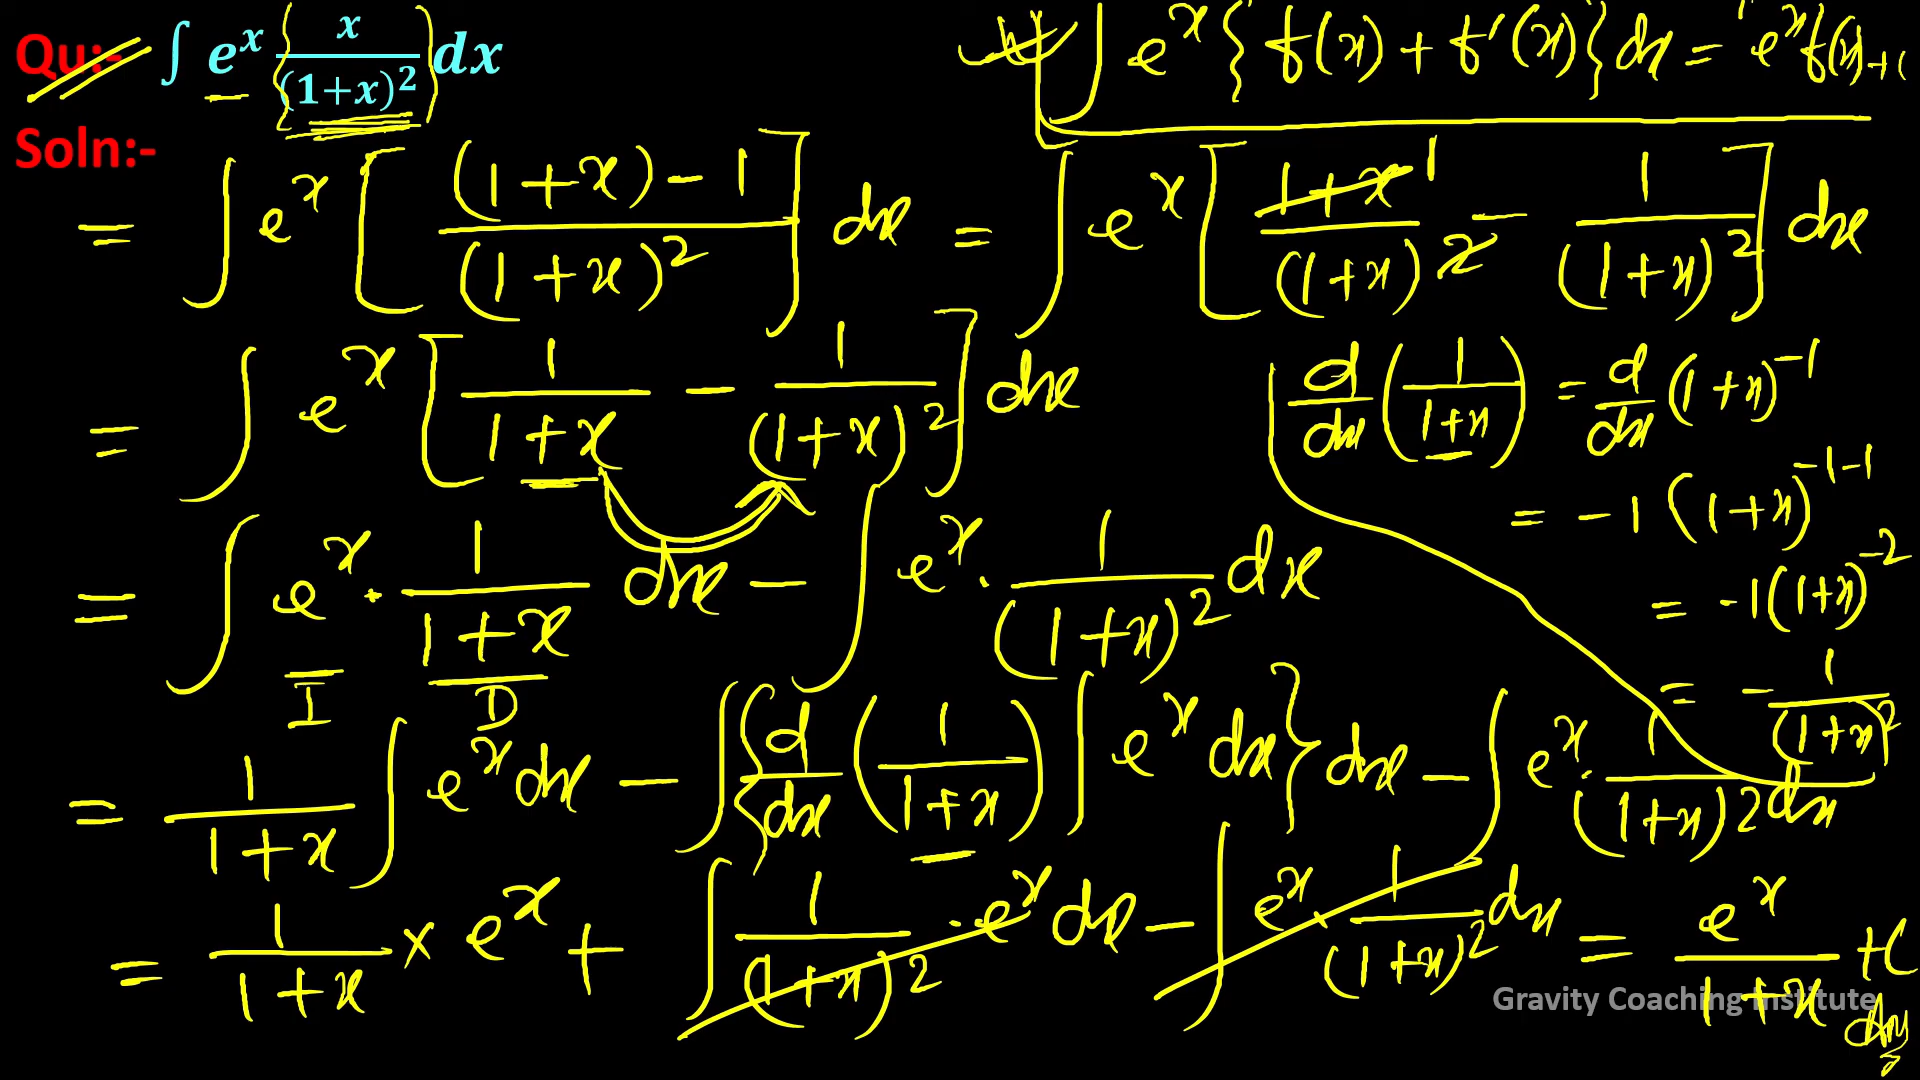 Qu:- ∫ e^x {x/(1+x)^2} dx
∫ e^x { f(x) + f'(x) } dx = e^x f(x) + c
Soln:-
= ∫ e^x [ ((1+x) - 1)/(1+x)^2 ] dx = ∫ e^x [ (1+x) 1/(1+x)^2 - 1/(1+x)^2 ] dx
= ∫ e^x [ 1/(1+x) - 1/(1+x)^2 ] dx
d/dx (1/(1+x)) = d/dx (1+x)^-1
= -1 (1+x)^-1-1
= -1(1+x)^-2
= - 1/(1+x)^2
= ∫ e^x · 1/(1+x) dx - ∫ e^x · 1/(1+x)^2 dx
I D
= 1/(1+x) ∫ e^x dx - ∫ { d/dx (1/(1+x)) ∫ e^x dx } dx - ∫ e^x · 1/(1+x)^2 dx
= 1/(1+x) × e^x + ∫ 1/(1+x)^2 · e^x dx - ∫ e^x · 1/(1+x)^2 dx = e^x/(1+x) + C
Gravity Coaching Institute
Ans